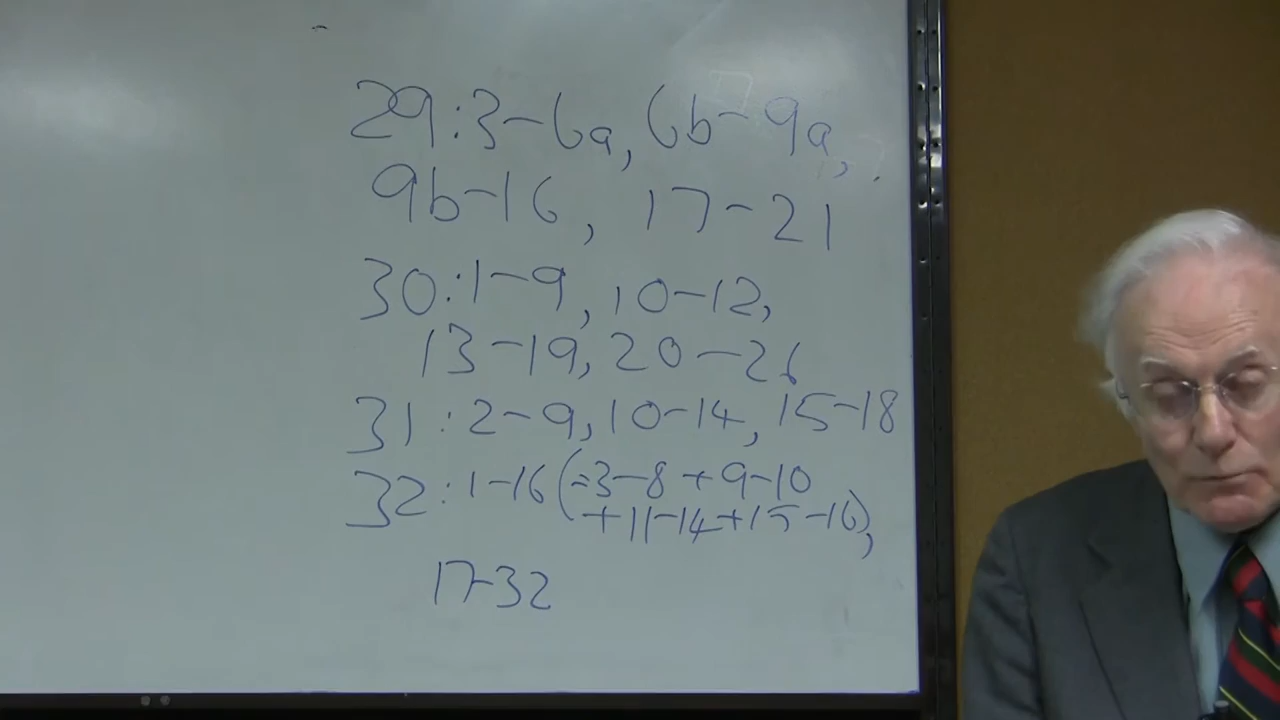 29:3-6a, 6b-9a,
9b-16, 17-21
30:1-9, 10-12,
13-19, 20-26
31:2-9, 10-14, 15-18
32:1-16 (=3-8 + 9-10
+ 11-14 + 15-16),
17-32